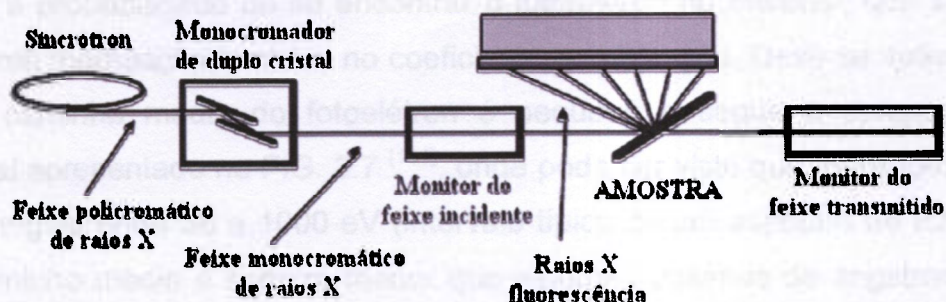 Síncrotron
Monocromador
de duplo cristal
Feixe policromático
de raios X
Feixe monocromático
de raios X
Monitor do
feixe incidente
Raios X
fluorescência
AMOSTRA
Monitor do
feixe transmitido